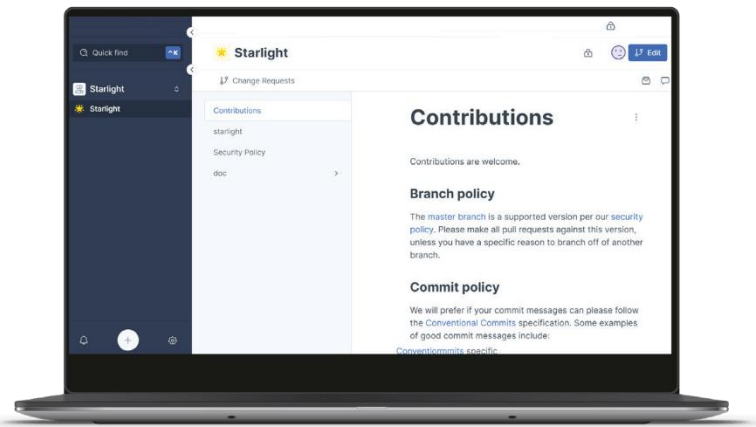 Quick find
^K
Starlight
Starlight
Starlight
Edit
Change Requests
Contributions
starlight
Security Policy
doc
Contributions
Contributions are welcome.
Branch policy
The master branch is a supported version per our security
policy. Please make all pull requests against this version,
unless you have a specific reason to branch off of another
branch.
Commit policy
We will prefer if your commit messages can please follow
the Conventional Commits specification. Some examples
of good commit messages include:
Conventiormmits specific